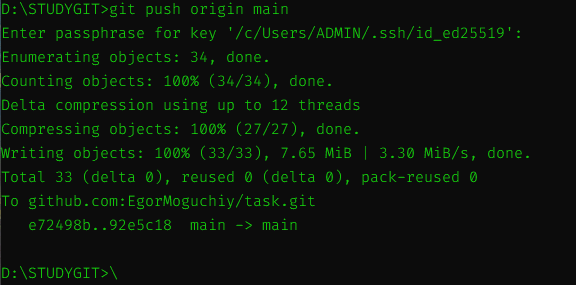 D:\STUDYGIT>git push origin main
Enter passphrase for key '/c/Users/ADMIN/.ssh/id_ed25519':
Enumerating objects: 34, done.
Counting objects: 100% (34/34), done.
Delta compression using up to 12 threads
Compressing objects: 100% (27/27), done.
Writing objects: 100% (33/33), 7.65 MiB | 3.30 MiB/s, done.
Total 33 (delta 0), reused 0 (delta 0), pack-reused 0
To github.com:EgorMoguchiy/task.git
   e72498b..92e5c18  main -> main
D:\STUDYGIT>\